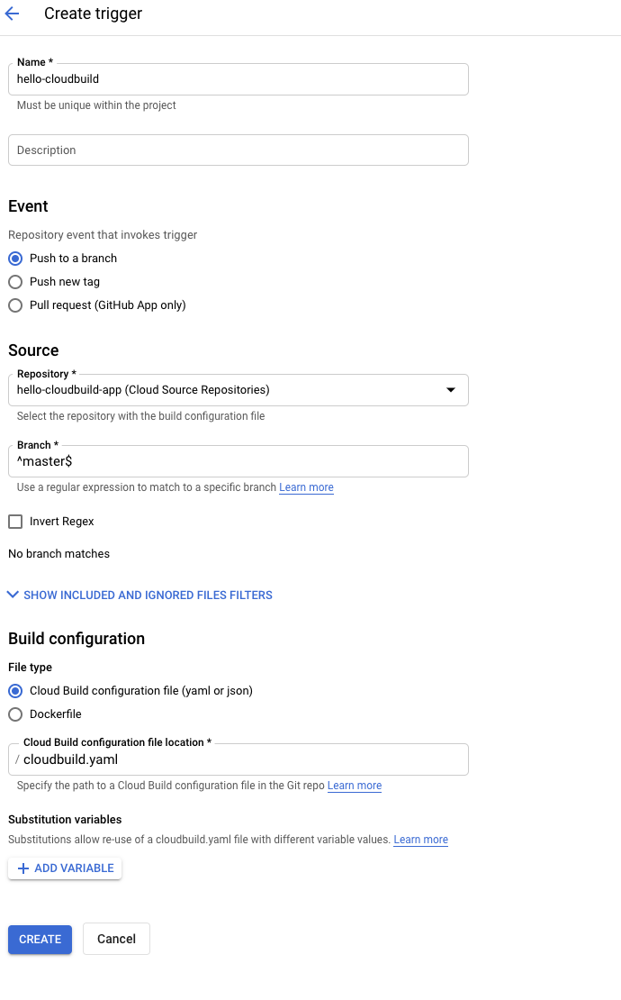 Create trigger
Name *
hello-cloudbuild
Must be unique within the project
Description
Event
Repository event that invokes trigger
Push to a branch
Push new tag
Pull request (GitHub App only)
Source
Repository *
hello-cloudbuild-app (Cloud Source Repositories)
Select the repository with the build configuration file
Branch *
^master$
Use a regular expression to match to a specific branch Learn more
Invert Regex
No branch matches
SHOW INCLUDED AND IGNORED FILES FILTERS
Build configuration
File type
Cloud Build configuration file (yaml or json)
Dockerfile
Cloud Build configuration file location *
/ cloudbuild.yaml
Specify the path to a Cloud Build configuration file in the Git repo Learn more
Substitution variables
Substitutions allow re-use of a cloudbuild.yaml file with different variable values. Learn more
+ ADD VARIABLE
CREATE Cancel